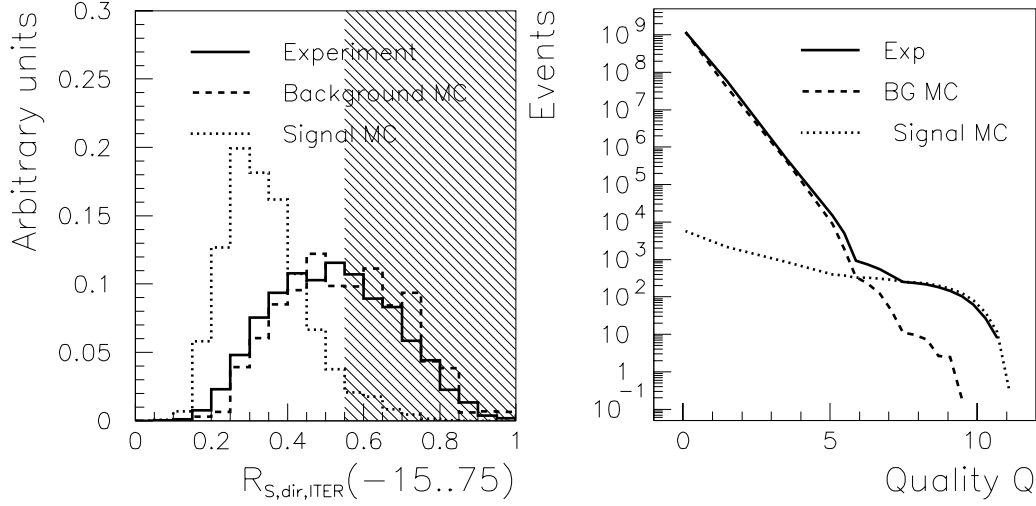 Arbitrary units
0.3
0.25
0.2
0.15
0.1
0.05
0
Experiment
Background MC
Signal MC
0 0.2 0.4 0.6 0.8 1
R_{S,dir,ITER}(−15..75)
Events
10^9
10^8
10^7
10^6
10^5
10^4
10^3
10^2
10
1
10^{-1}
Exp
BG MC
Signal MC
0 5 10
Quality Q